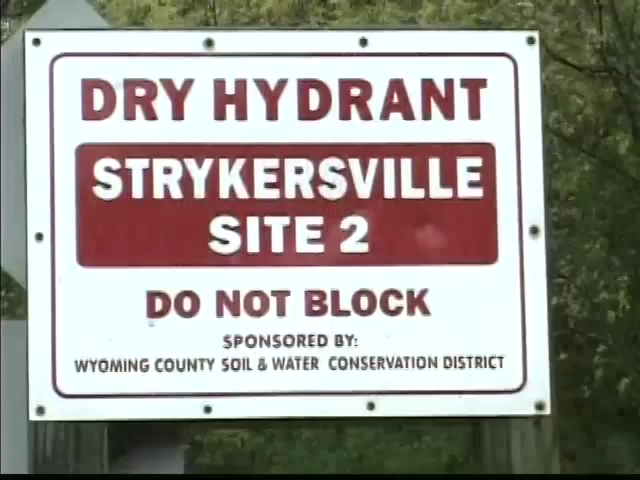 DRY HYDRANT
STRYKERSVILLE
SITE 2
DO NOT BLOCK
SPONSORED BY:
WYOMING COUNTY SOIL & WATER CONSERVATION DISTRICT